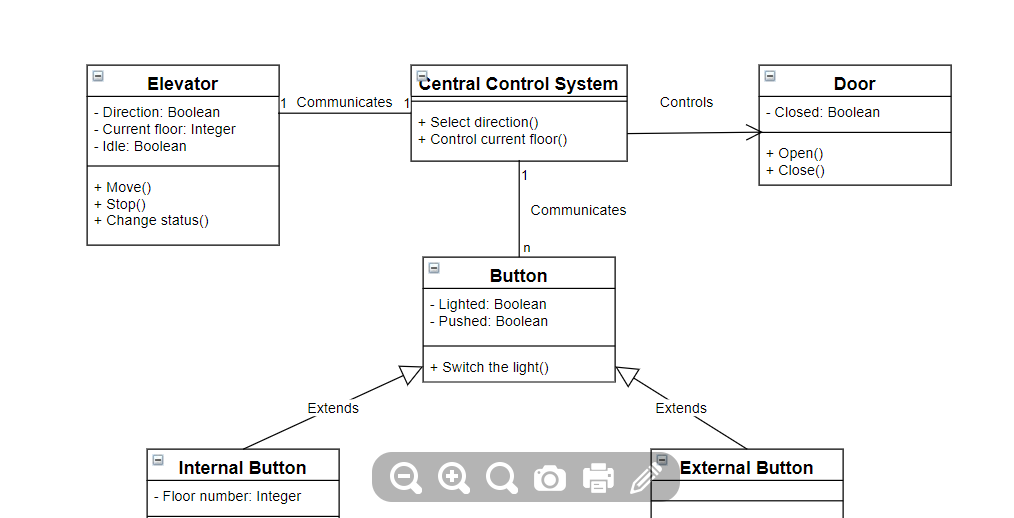 Elevator
- Direction: Boolean
- Current floor: Integer
- Idle: Boolean
+ Move()
+ Stop()
+ Change status()
1 Communicates 1
Central Control System
+ Select direction()
+ Control current floor()
Controls
Door
- Closed: Boolean
+ Open()
+ Close()
1
Communicates
n
Button
- Lighted: Boolean
- Pushed: Boolean
+ Switch the light()
Extends
Extends
Internal Button
- Floor number: Integer
External Button